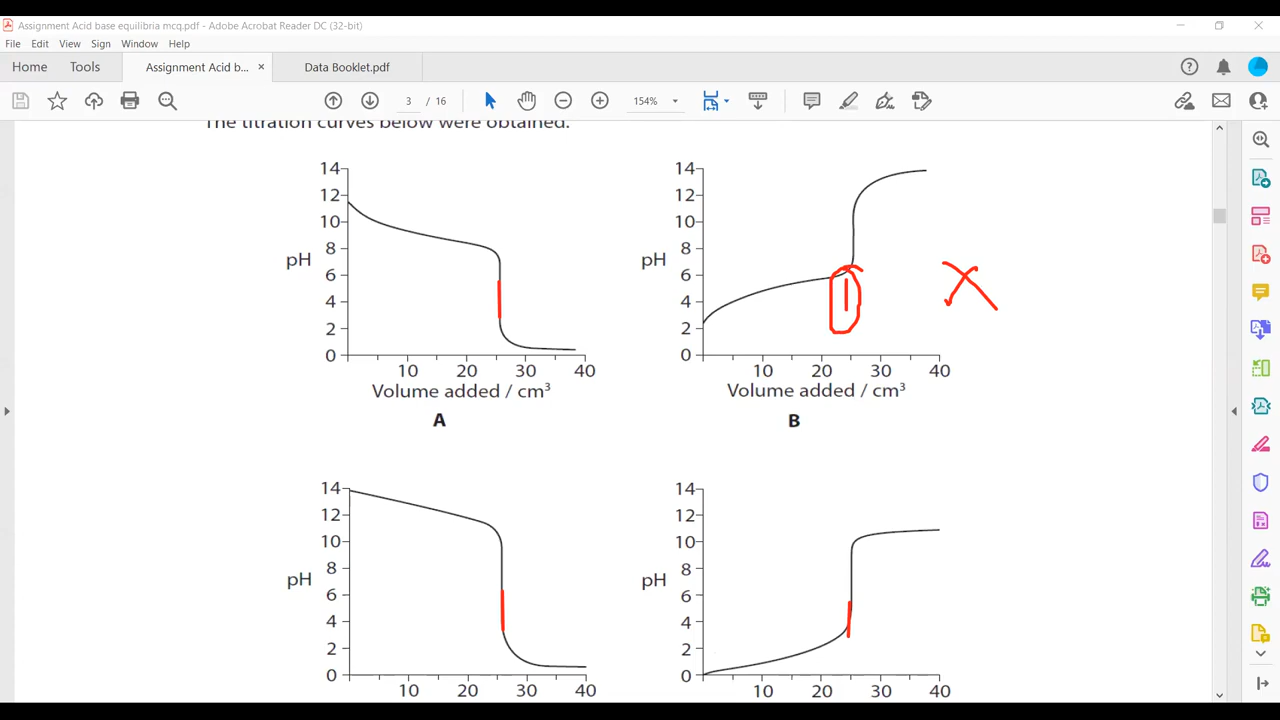 Assignment Acid base equilibria mcq.pdf - Adobe Acrobat Reader DC (32-bit)
File Edit View Sign Window Help
Home Tools Assignment Acid b... × Data Booklet.pdf
3 / 16 154%
The titration curves below were obtained.
14
12
10
8
6
4
2
0
pH
10 20 30 40
Volume added / cm³
A
14
12
10
8
6
4
2
0
pH
10 20 30 40
Volume added / cm³
B
14
12
10
8
6
4
2
0
pH
10 20 30 40
14
12
10
8
6
4
2
0
pH
10 20 30 40